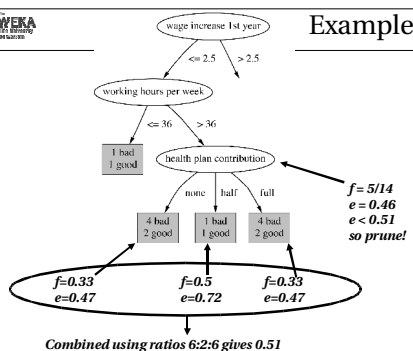 WEKA
Example
wage increase 1st year
<= 2.5 > 2.5
working hours per week
<= 36 > 36
1 bad
1 good
health plan contribution
none half full
4 bad
2 good
1 bad
1 good
4 bad
2 good
f = 5/14
e = 0.46
e < 0.51
so prune!
f=0.33 f=0.5 f=0.33
e=0.47 e=0.72 e=0.47
Combined using ratios 6:2:6 gives 0.51